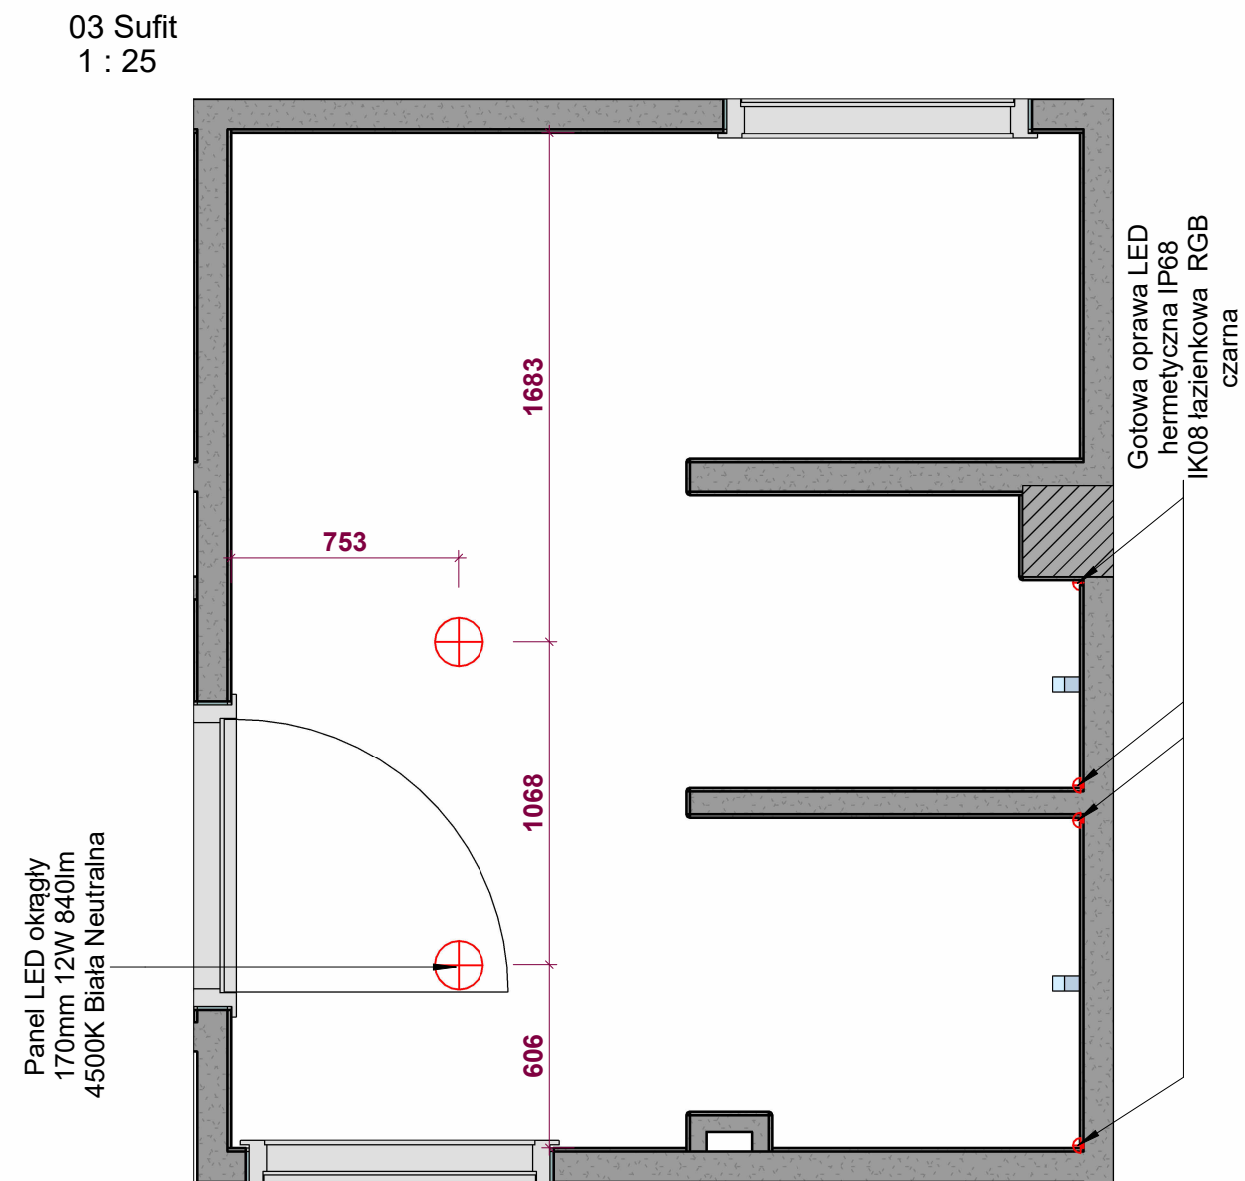 03 Sufit
1 : 25
1683
753
1068
606
Gotowa oprawa LED
hermetyczna IP68
IK08 łazienkowa RGB
czarna
Panel LED okrągły
170mm 12W 840lm
4500K Biała Neutralna